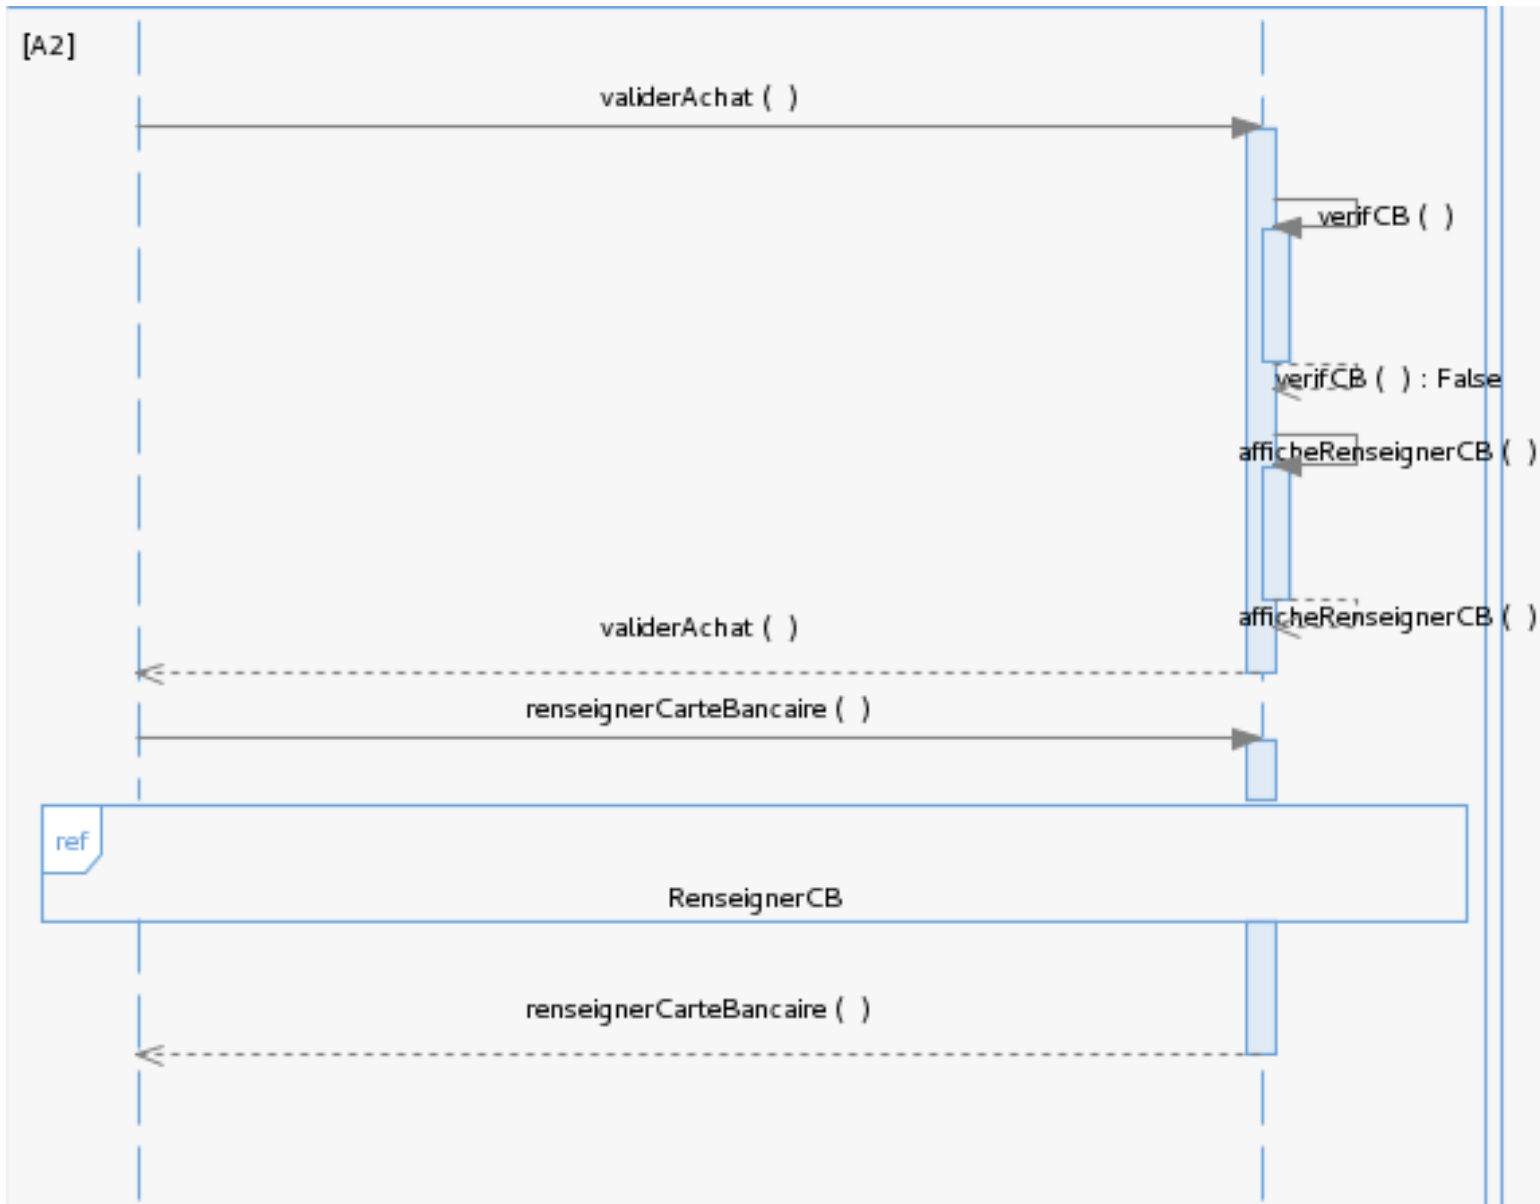 [A2]
validerAchat ( )
verifCB ( )
verifCB ( ) : False
afficheRenseignerCB ( )
afficheRenseignerCB ( )
validerAchat ( )
renseignerCarteBancaire ( )
ref
RenseignerCB
renseignerCarteBancaire ( )